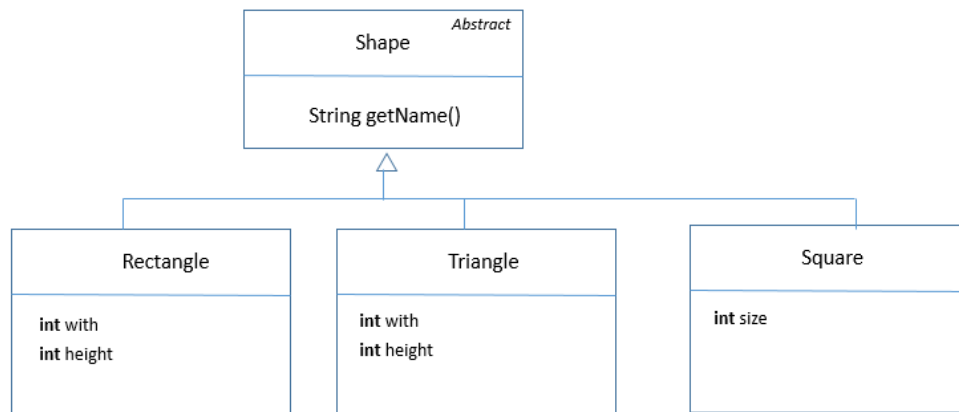 Abstract
Shape
String getName()
Rectangle
int with
int height
Triangle
int with
int height
Square
int size